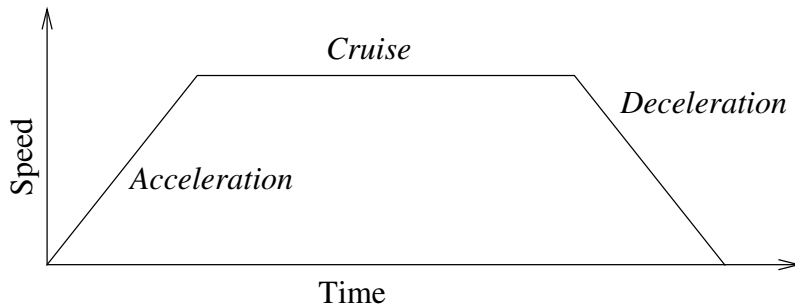 Cruise
Deceleration
Speed
Acceleration
Time